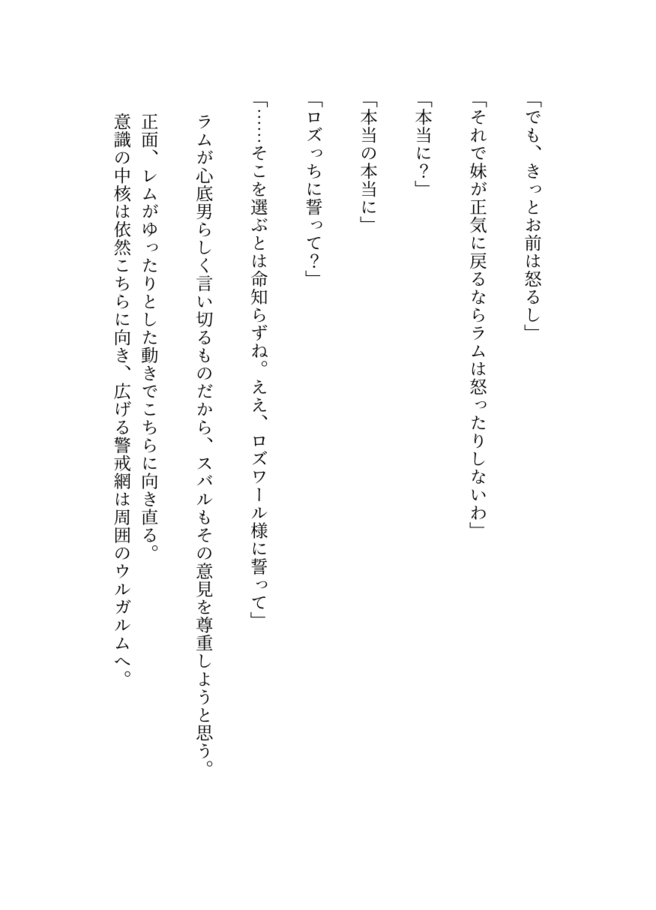 「でも、きっとお前は怒るし」
「それで妹が正気に戻るならラムは怒ったりしないわ」
「本当に？」
「本当の本当に」
「ロズっちに誓って？」
「……そこを選ぶとは命知らずね。ええ、ロズワール様に誓って」
ラムが心底男らしく言い切るものだから、スバルもその意見を尊重しようと思う。
正面、レムがゆったりとした動きでこちらに向き直る。
意識の中核は依然こちらに向き、広げる警戒網は周囲のウルガルムへ。